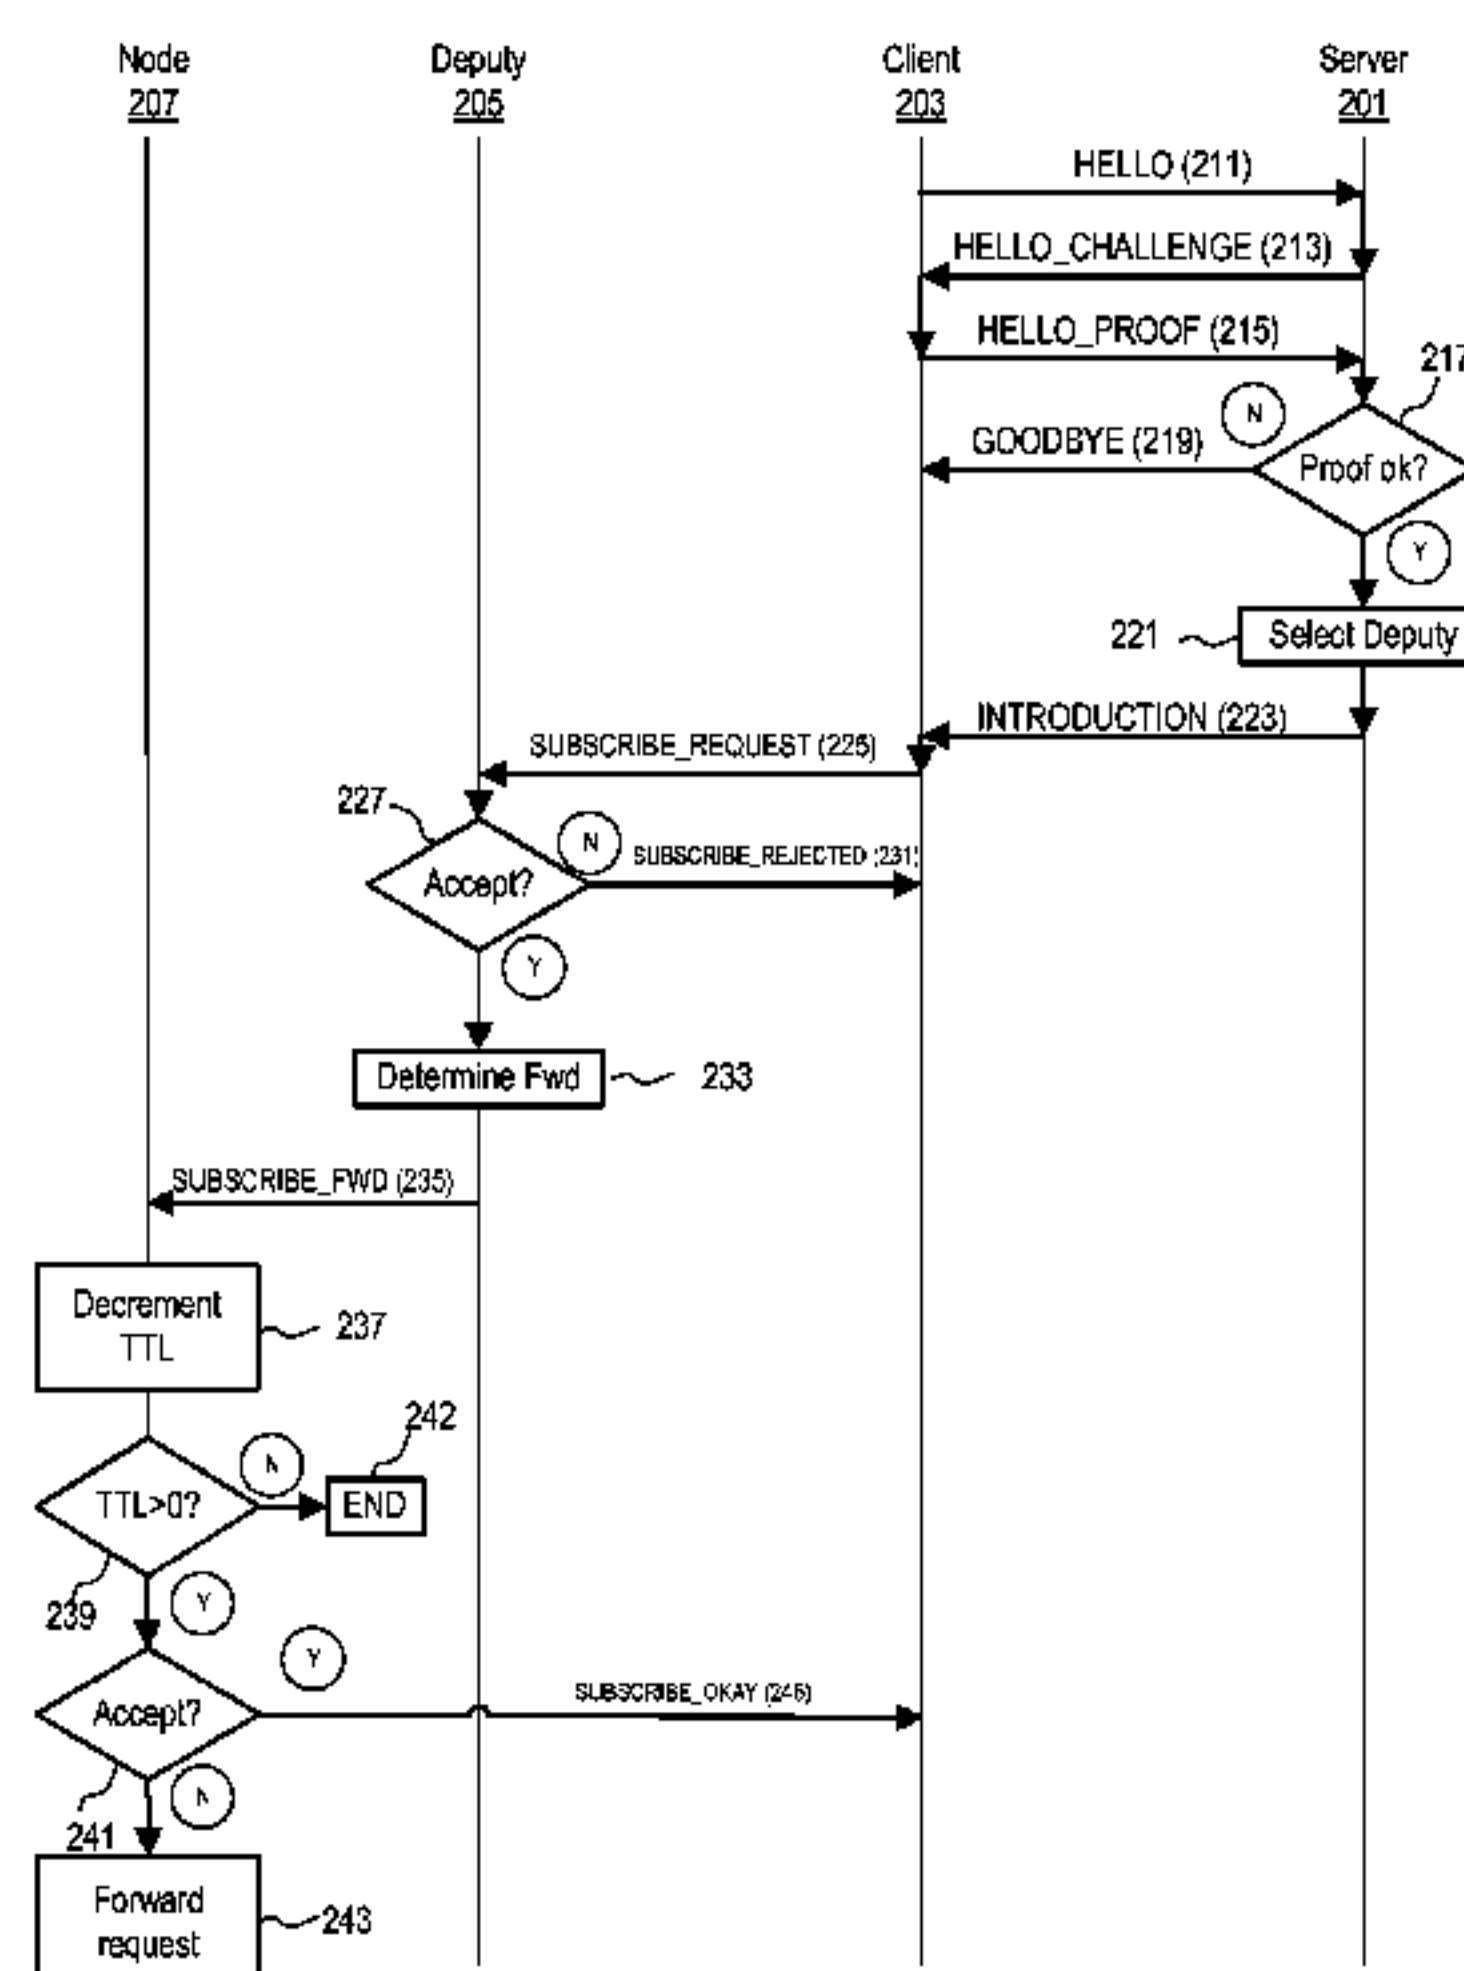 Node
207
Deputy
205
Client
203
Server
201
HELLO (211)
HELLO_CHALLENGE (213)
HELLO_PROOF (215)
217
N
GOODBYE (219)
Proof ok?
Y
221
Select Deputy
INTRODUCTION (223)
SUBSCRIBE_REQUEST (225)
227
N
SUBSCRIBE_REJECTED (231)
Accept?
Y
Determine Fwd
233
SUBSCRIBE_FWD (235)
Decrement
TTL
237
242
N
TTL>0?
END
239
Y
Y
SUBSCRIBE_OKAY (245)
Accept?
N
241
Forward
request
243